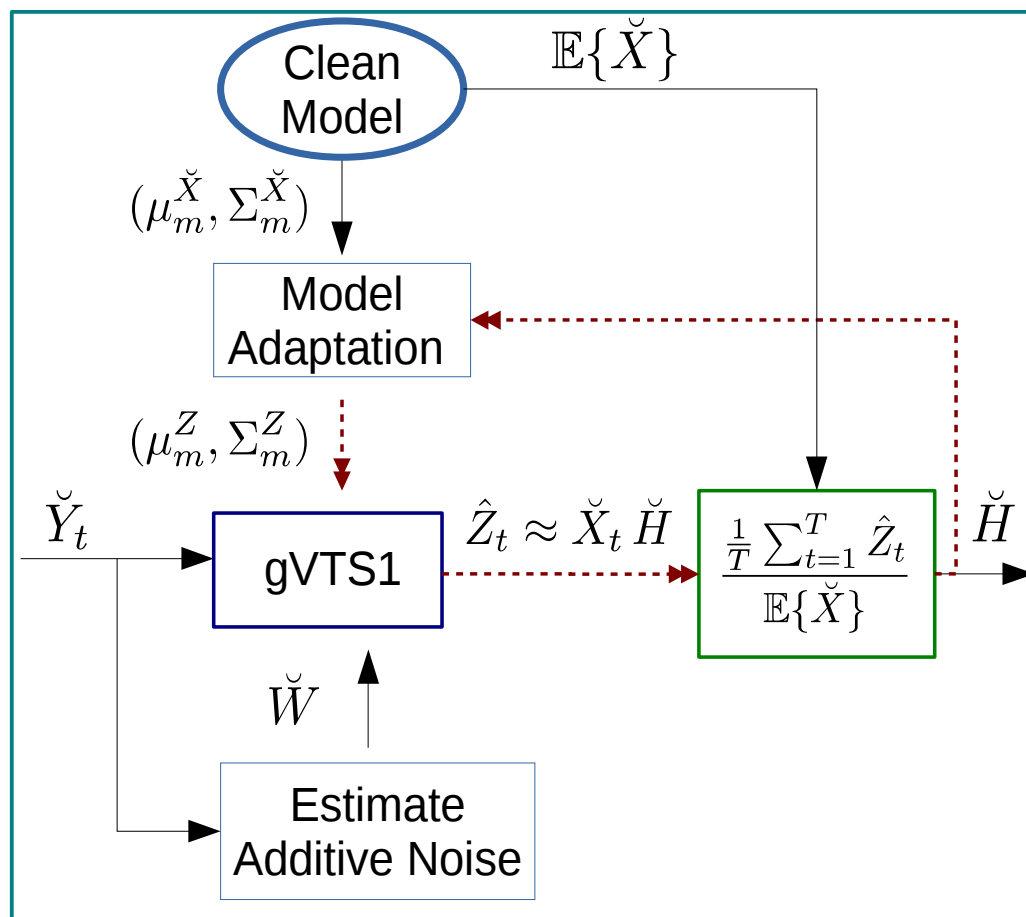 Clean
Model
𝔼{X̆}
(μ_m^X̆, Σ_m^X̆)
Model
Adaptation
(μ_m^Z, Σ_m^Z)
Y̆_t
gVTS1
Ẑ_t ≈ X̆_t H̆
1/T ∑_{t=1}^T Ẑ_t
𝔼{X̆}
H̆
W̆
Estimate
Additive Noise